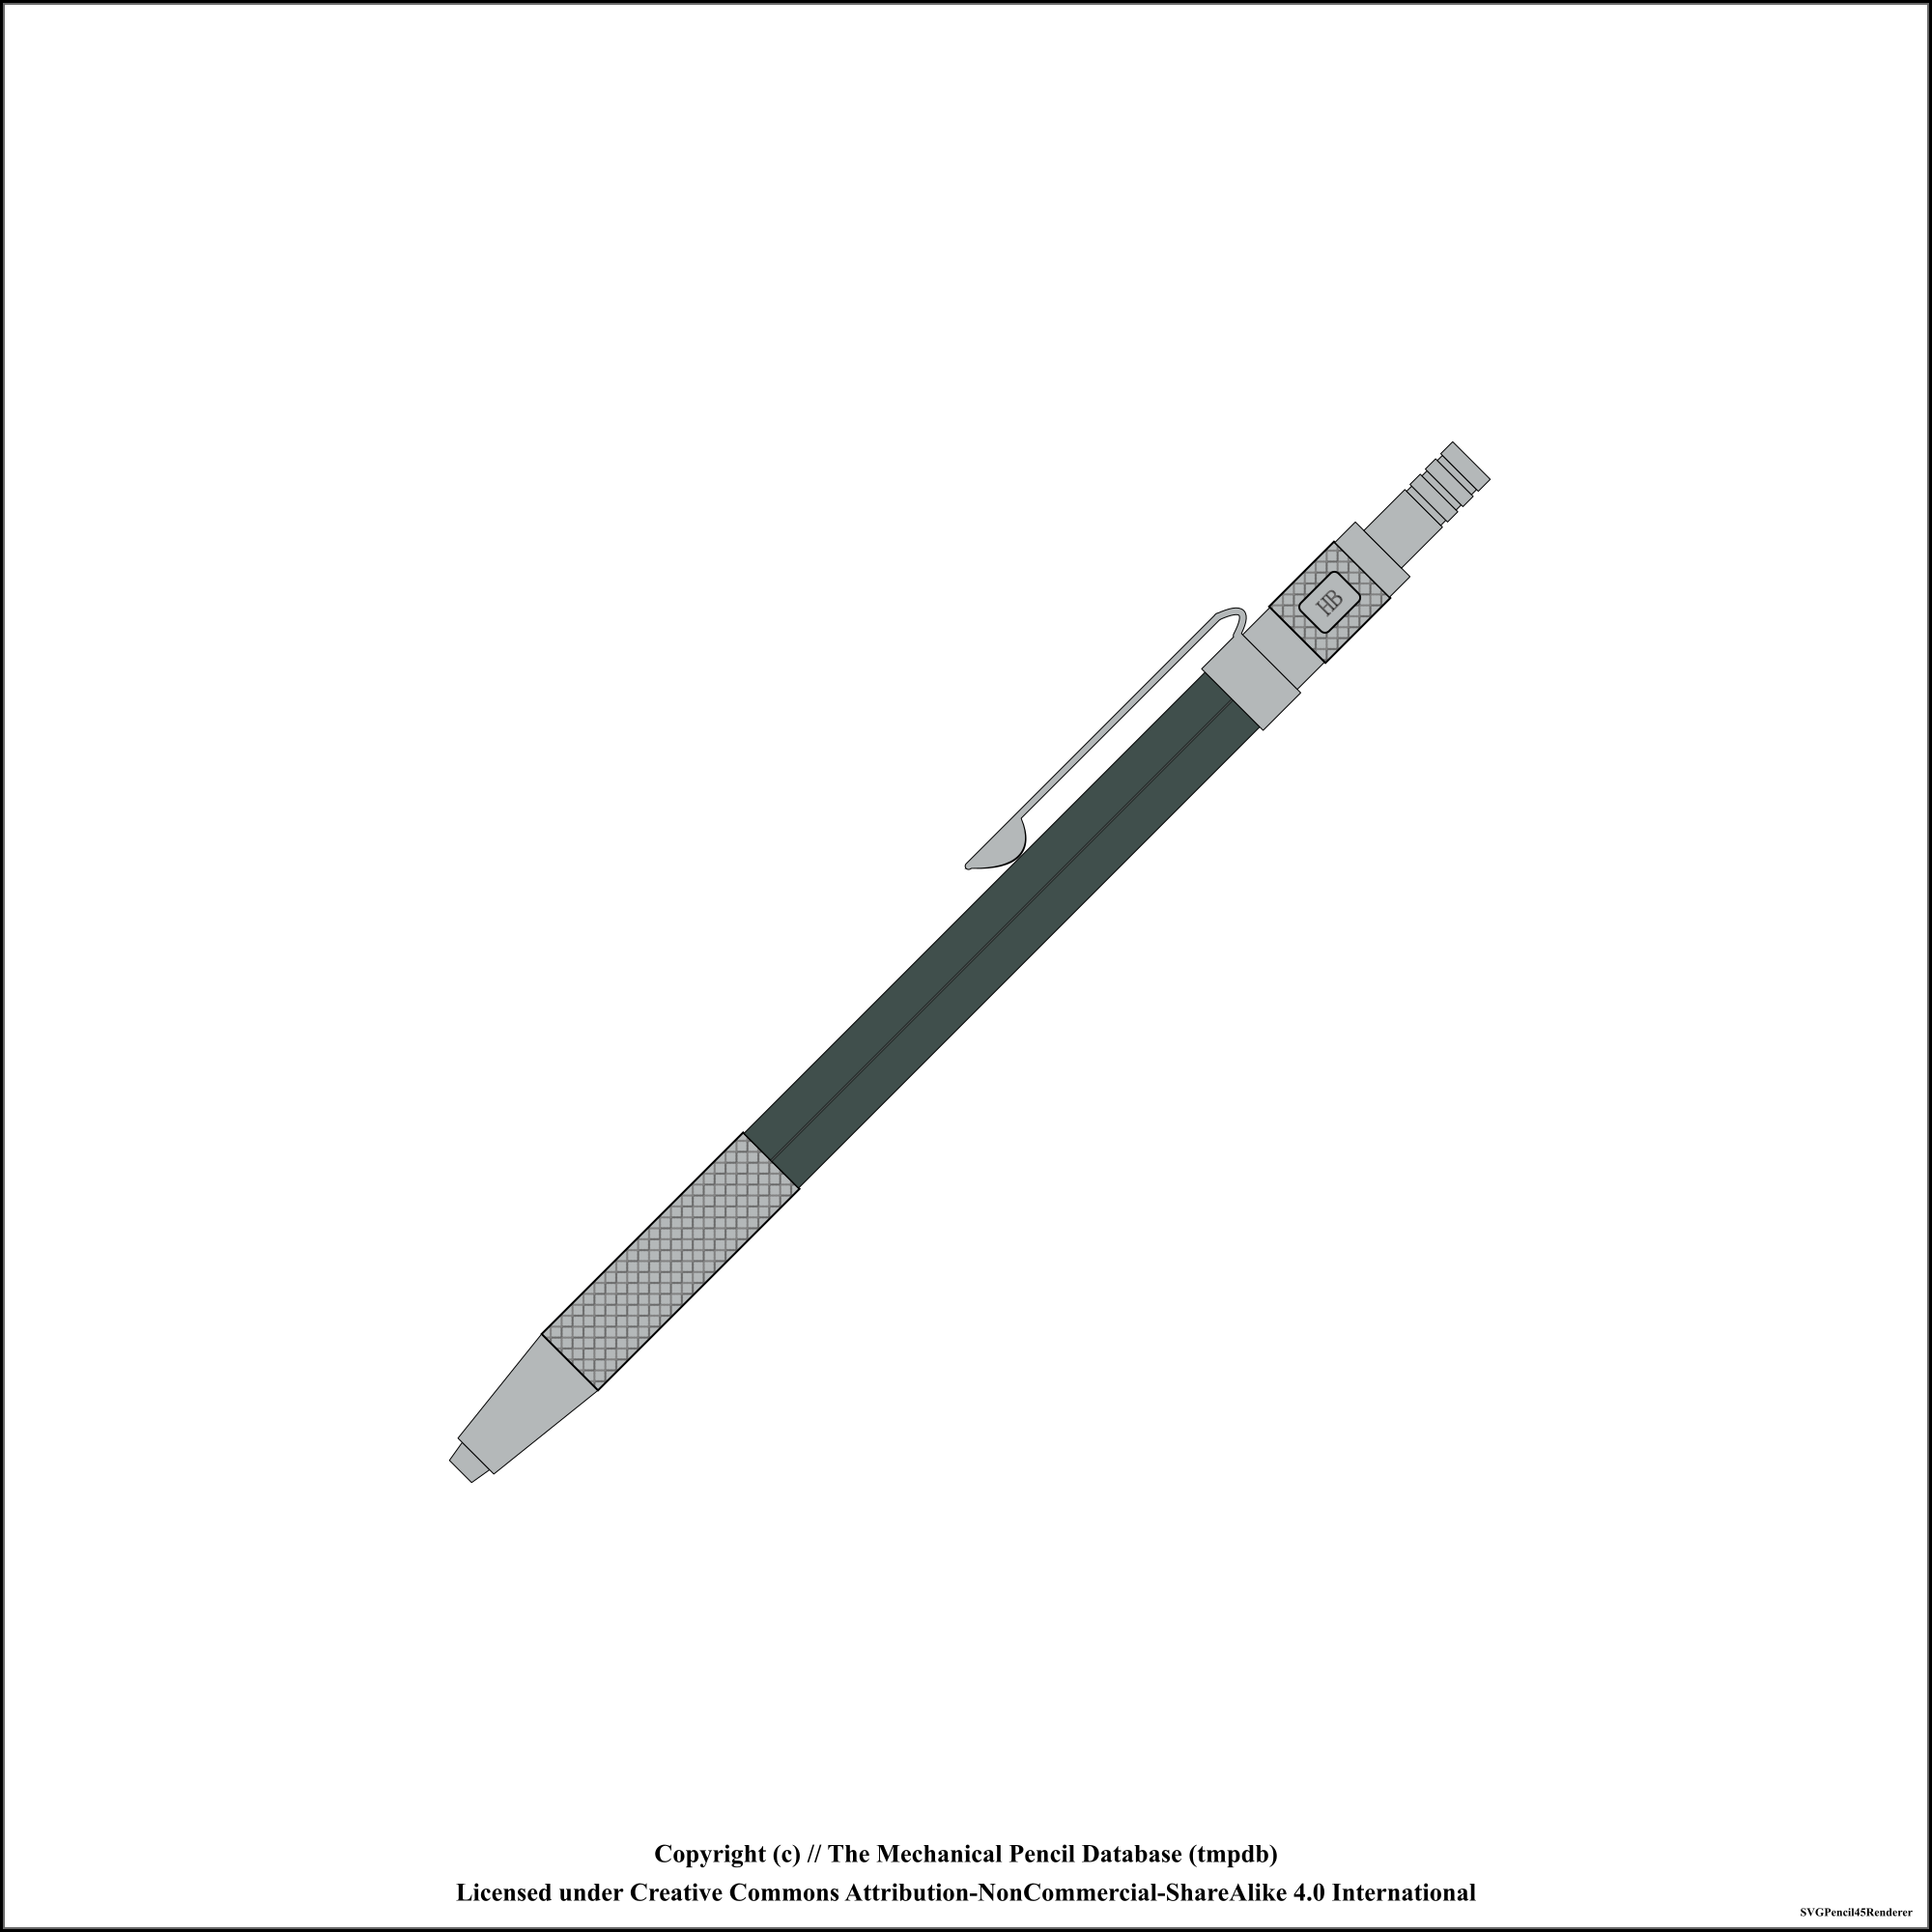 HB
Copyright (c) // The Mechanical Pencil Database (tmpdb)
Licensed under Creative Commons Attribution-NonCommercial-ShareAlike 4.0 International
SVGPencil45Renderer